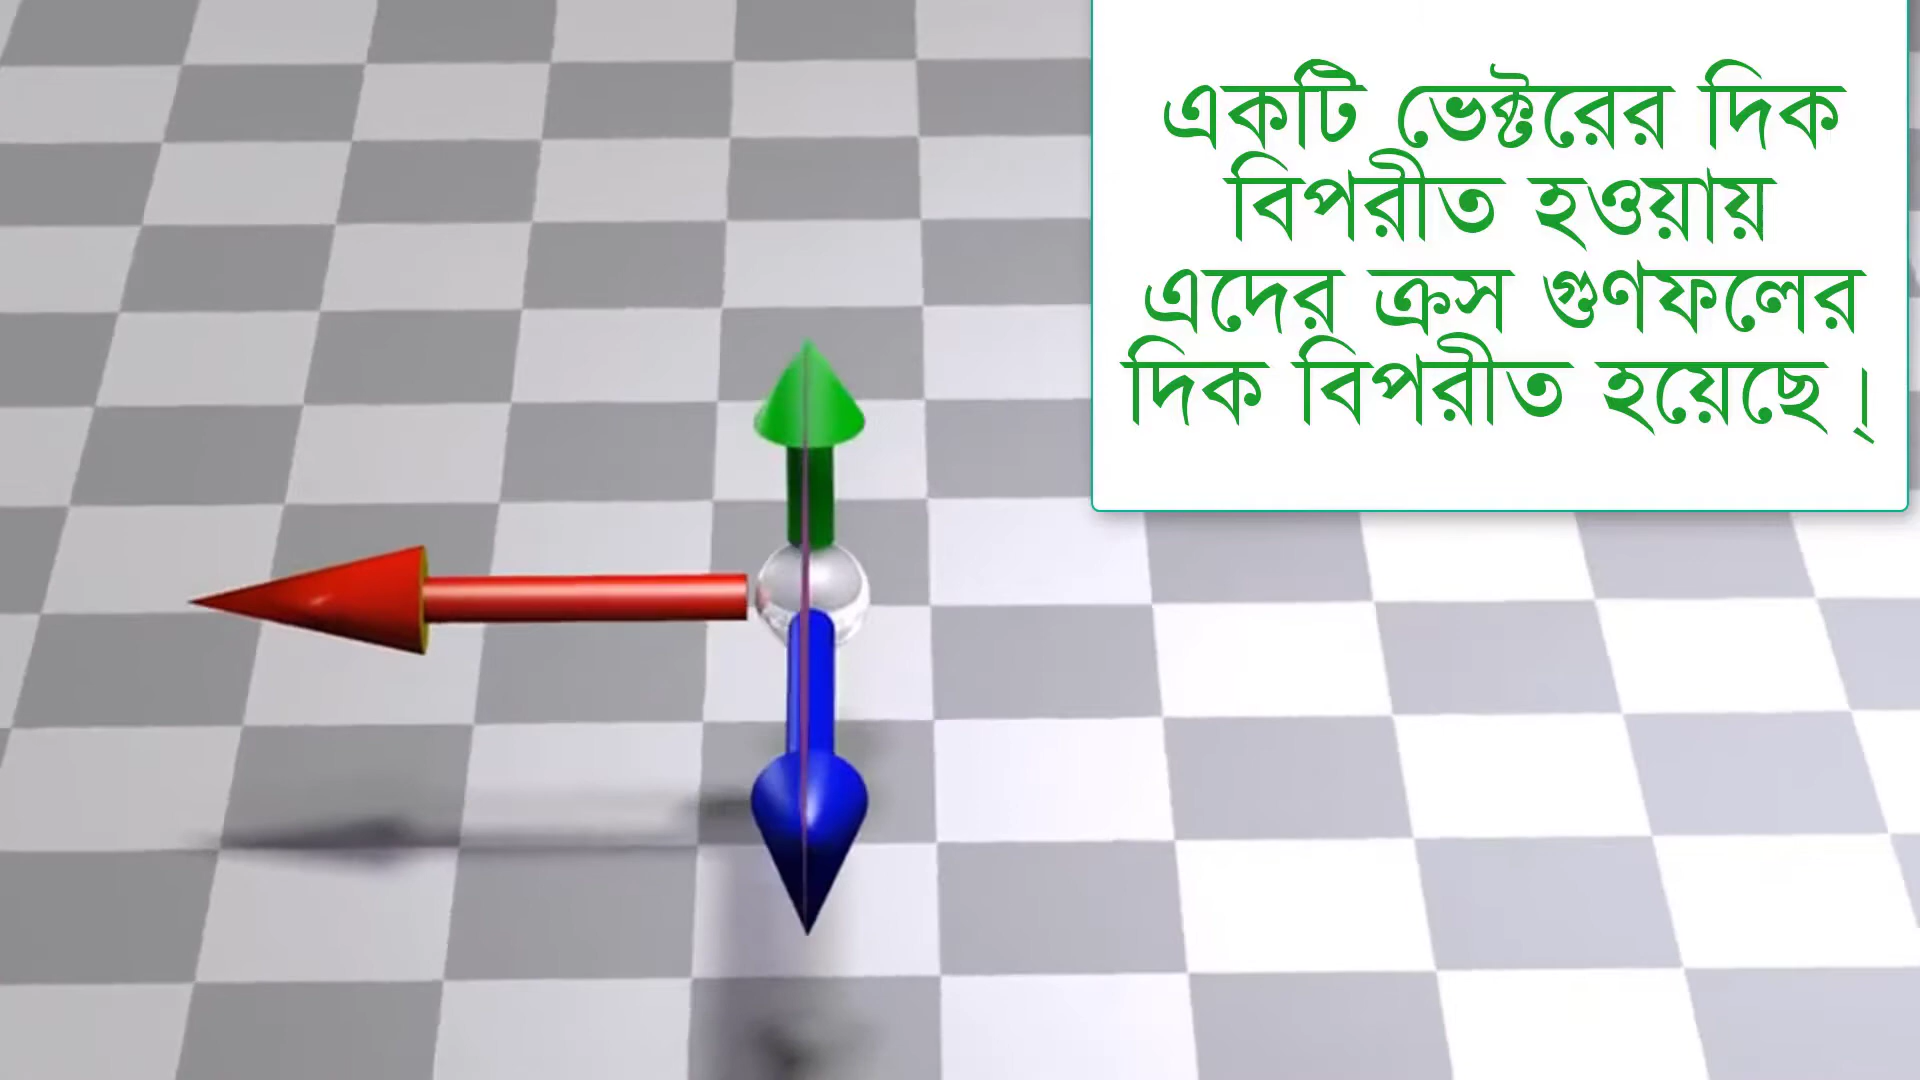 একটি ভেক্টরের দিক
বিপরীত হওয়ায়
এদের ক্রস গুণফলের
দিক বিপরীত হয়েছে।